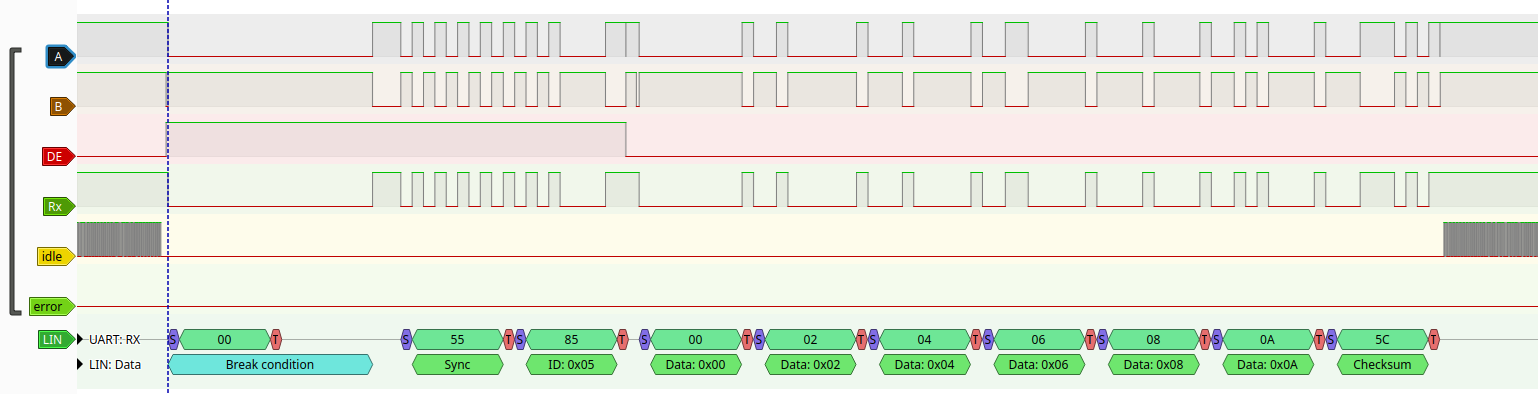 A
B
DE
Rx
idle
error
LIN UART: RX S 00 T S 55 T S 85 T S 00 T S 02 T S 04 T S 06 T S 08 T S 0A T S 5C T
LIN: Data Break condition Sync ID: 0x05 Data: 0x00 Data: 0x02 Data: 0x04 Data: 0x06 Data: 0x08 Data: 0x0A Checksum